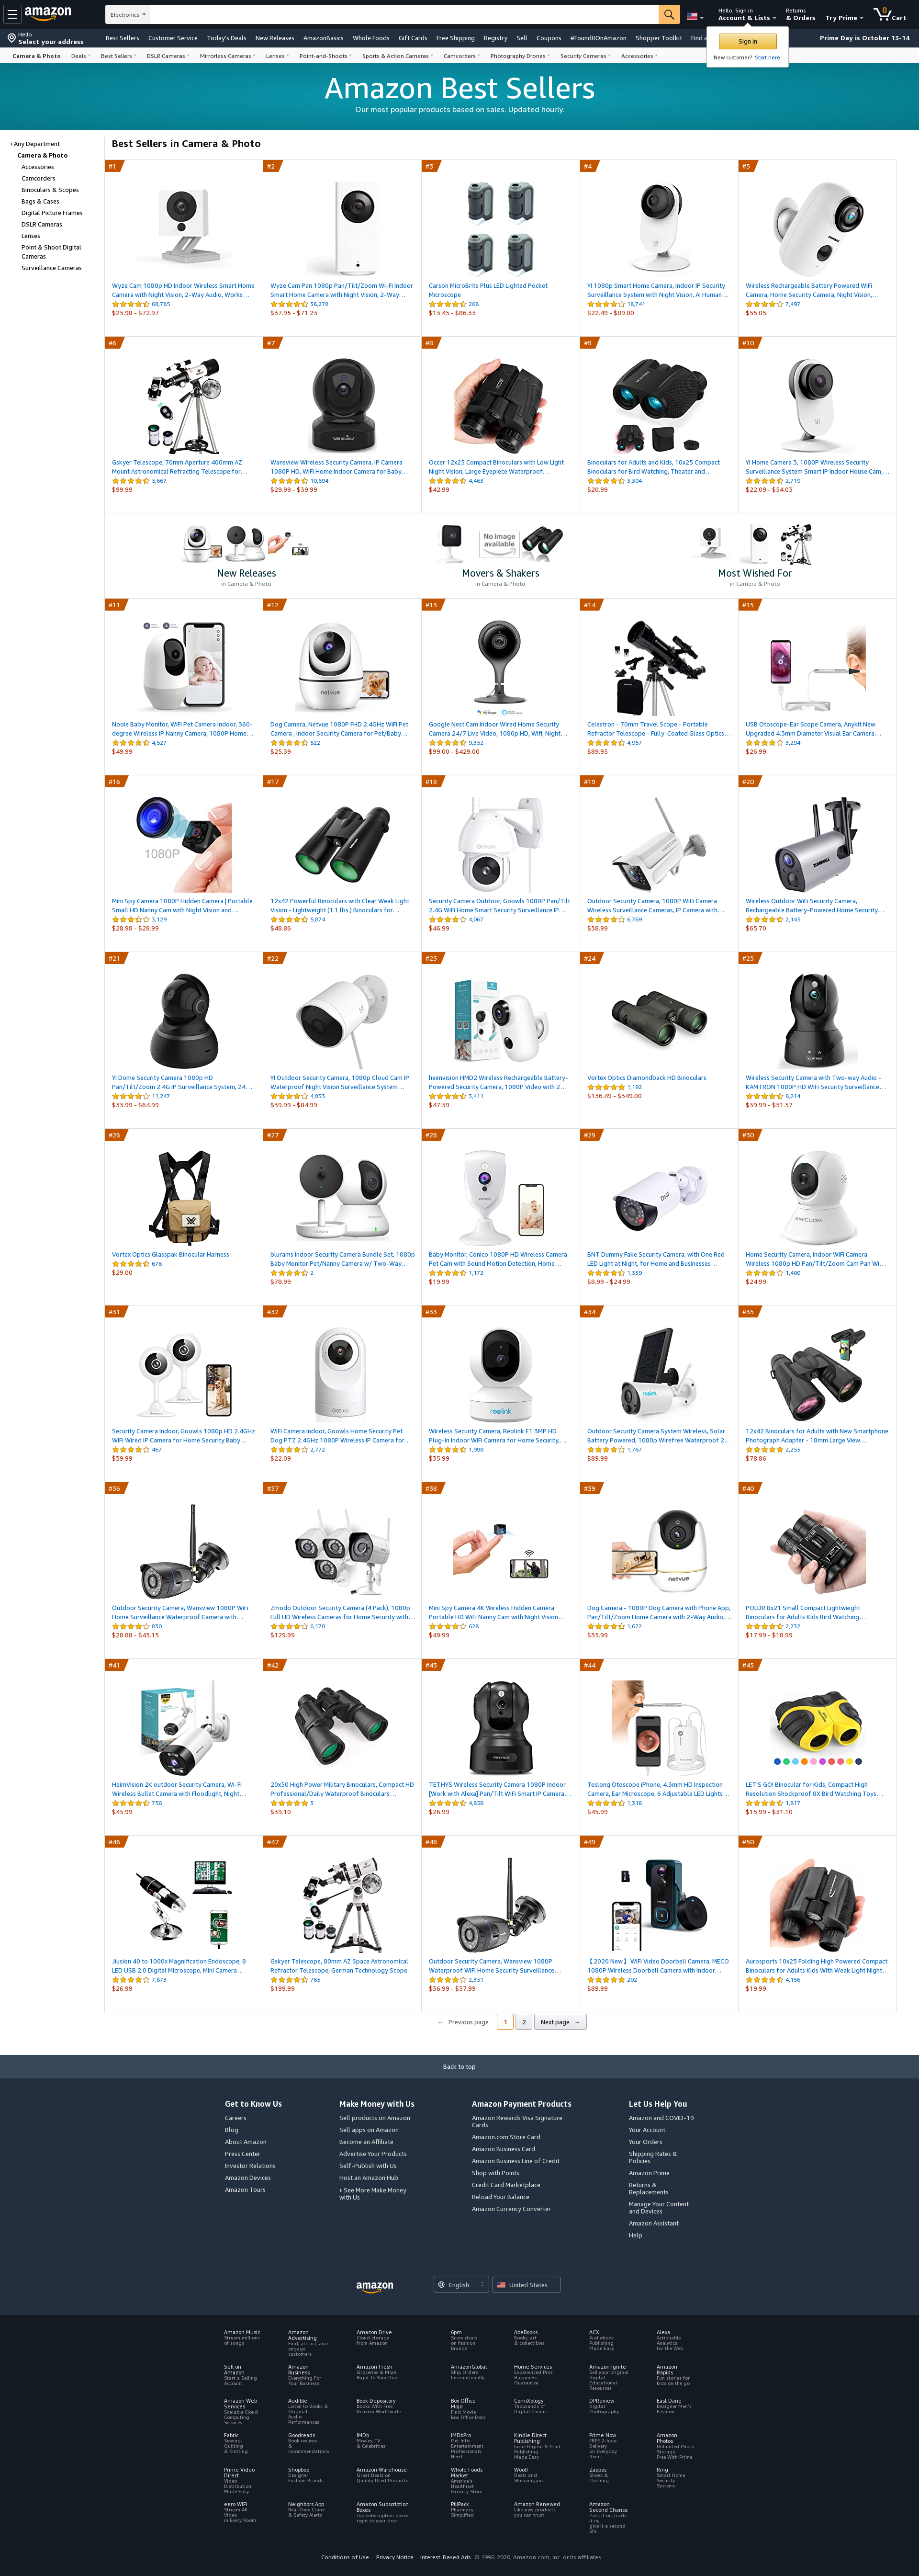 Electronics
Hello, Sign in
Account & Lists
Returns
& Orders
Try Prime
0
Cart
Hello
Select your address
Best Sellers
Customer Service
Today's Deals
New Releases
AmazonBasics
Whole Foods
Gift Cards
Free Shipping
Registry
Sell
Coupons
#FoundItOnAmazon
Shopper Toolkit
Find a
Prime Day is October 13-14
Sign in
New customer? Start here.
Camera & Photo
Deals
Best Sellers
DSLR Cameras
Mirrorless Cameras
Lenses
Point-and-Shoots
Sports & Action Cameras
Camcorders
Photography Drones
Security Cameras
Accessories
Amazon Best Sellers
Our most popular products based on sales. Updated hourly.
‹ Any Department
Camera & Photo
Accessories
Camcorders
Binoculars & Scopes
Bags & Cases
Digital Picture Frames
DSLR Cameras
Lenses
Point & Shoot Digital
Cameras
Surveillance Cameras
Best Sellers in Camera & Photo
#1
Wyze Cam 1080p HD Indoor Wireless Smart Home
Camera with Night Vision, 2-Way Audio, Works…
68,765
$25.98 - $72.97
#2
Wyze Cam Pan 1080p Pan/Tilt/Zoom Wi-Fi Indoor
Smart Home Camera with Night Vision, 2-Way…
38,278
$37.95 - $71.23
#3
Carson MicroBrite Plus LED Lighted Pocket
Microscope
268
$13.45 - $86.33
#4
YI 1080p Smart Home Camera, Indoor IP Security
Surveillance System with Night Vision, AI Human…
18,741
$22.49 - $89.00
#5
Wireless Rechargeable Battery Powered WiFi
Camera, Home Security Camera, Night Vision,…
7,497
$55.05
#6
Gskyer Telescope, 70mm Aperture 400mm AZ
Mount Astronomical Refracting Telescope for…
5,667
$99.99
#7
Wansview Wireless Security Camera, IP Camera
1080P HD, WiFi Home Indoor Camera for Baby…
10,694
$29.99 - $39.99
#8
Occer 12x25 Compact Binoculars with Low Light
Night Vision, Large Eyepiece Waterproof…
4,463
$42.99
#9
Binoculars for Adults and Kids, 10x25 Compact
Binoculars for Bird Watching, Theater and…
3,304
$20.99
#10
YI Home Camera 3, 1080P Wireless Security
Surveillance System Smart IP Indoor House Cam,…
2,719
$22.09 - $54.03
New Releases
in Camera & Photo
No image
available
Movers & Shakers
in Camera & Photo
Most Wished For
in Camera & Photo
#11
Nooie Baby Monitor, WiFi Pet Camera Indoor, 360-
degree Wireless IP Nanny Camera, 1080P Home…
4,527
$49.99
#12
Dog Camera, Netvue 1080P FHD 2.4GHz WiFi Pet
Camera , Indoor Security Camera for Pet/Baby…
522
$25.39
#13
Google Nest Cam Indoor Wired Home Security
Camera 24/7 Live Video, 1080p HD, Wifi, Night…
9,352
$99.00 - $429.00
#14
Celestron - 70mm Travel Scope - Portable
Refractor Telescope - Fully-Coated Glass Optics…
4,957
$89.95
#15
USB Otoscope-Ear Scope Camera, Anykit New
Upgraded 4.3mm Diameter Visual Ear Camera…
3,294
$26.99
#16
1080P
Mini Spy Camera 1080P Hidden Camera | Portable
Small HD Nanny Cam with Night Vision and…
3,129
$28.98 - $28.99
#17
12x42 Powerful Binoculars with Clear Weak Light
Vision - Lightweight (1.1 lbs.) Binoculars for…
5,874
$48.86
#18
Security Camera Outdoor, Goowls 1080P Pan/Tilt
2.4G WiFi Home Smart Security Surveillance IP…
4,067
$46.99
#19
Outdoor Security Camera, 1080P WiFi Camera
Wireless Surveillance Cameras, IP Camera with…
6,769
$38.99
#20
Wireless Outdoor WiFi Security Camera,
Rechargeable Battery-Powered Home Security…
2,145
$65.70
#21
YI Dome Security Camera 1080p HD
Pan/Tilt/Zoom 2.4G IP Surveillance System, 24…
11,247
$33.99 - $64.99
#22
YI Outdoor Security Camera, 1080p Cloud Cam IP
Waterproof Night Vision Surveillance System…
4,833
$39.99 - $84.99
#23
heimvision HMD2 Wireless Rechargeable Battery-
Powered Security Camera, 1080P Video with 2…
3,411
$47.59
#24
Vortex Optics Diamondback HD Binoculars
1,192
$136.49 - $349.00
#25
Wireless Security Camera with Two-way Audio -
KAMTRON 1080P HD WiFi Security Surveillance…
8,214
$39.99 - $51.57
#26
Vortex Optics Glasspak Binocular Harness
676
$29.00
#27
blurams Indoor Security Camera Bundle Set, 1080p
Baby Monitor Pet/Nanny Camera w/ Two-Way…
2
$78.99
#28
Baby Monitor, Conico 1080P HD Wireless Camera
Pet Cam with Sound Motion Detection, Home…
1,172
$19.99
#29
BNT Dummy Fake Security Camera, with One Red
LED Light at Night, for Home and Businesses…
1,339
$8.99 - $24.99
#30
Home Security Camera, Indoor WiFi Camera
Wireless 1080p HD Pan/Tilt/Zoom Cam Pan Wi…
1,400
$24.99
#31
Security Camera Indoor, Goowls 1080p HD 2.4GHz
WiFi Wired IP Camera for Home Security Baby…
467
$39.99
#32
WiFi Camera Indoor, Goowls Home Security Pet
Dog PTZ 2.4GHz 1080P Wireless IP Camera for…
2,772
$22.09
#33
reolink
Wireless Security Camera, Reolink E1 3MP HD
Plug-in Indoor WiFi Camera for Home Security,…
1,998
$35.99
#34
reolink
Outdoor Security Camera System Wireless, Solar
Battery Powered, 1080p Wirefree Waterproof 2…
1,767
$89.99
#35
12x42 Binoculars for Adults with New Smartphone
Photograph Adapter - 18mm Large View…
2,255
$78.86
#36
Outdoor Security Camera, Wansview 1080P WiFi
Home Surveillance Waterproof Camera with…
830
$28.88 - $45.15
#37
Zmodo Outdoor Security Camera (4 Pack), 1080p
Full HD Wireless Cameras for Home Security with…
6,170
$129.99
#38
Mini Spy Camera 4K Wireless Hidden Camera
Portable HD WiFi Nanny Cam with Night Vision…
628
$49.99
#39
netvue
Dog Camera - 1080P Dog Camera with Phone App,
Pan/Tilt/Zoom Home Camera with 2-Way Audio,…
1,622
$35.99
#40
POLDR 8x21 Small Compact Lightweight
Binoculars for Adults Kids Bird Watching…
2,232
$17.99 - $18.99
#41
HeimVision 2K outdoor Security Camera, Wi-Fi
Wireless Bullet Camera with Floodlight, Night…
756
$45.99
#42
20x50 High Power Military Binoculars, Compact HD
Professional/Daily Waterproof Binoculars…
3
$39.10
#43
TETHYS Wireless Security Camera 1080P Indoor
[Work with Alexa] Pan/Tilt WiFi Smart IP Camera…
4,658
$26.99
#44
Teslong Otoscope iPhone, 4.3mm HD Inspection
Camera, Ear Microscope, 6 Adjustable LED Lights…
1,318
$45.99
#45
LET'S GO! Binocular for Kids, Compact High
Resolution Shockproof 8X Bird Watching Toys…
1,817
$15.99 - $31.10
#46
Jiusion 40 to 1000x Magnification Endoscope, 8
LED USB 2.0 Digital Microscope, Mini Camera…
7,873
$26.99
#47
Gskyer Telescope, 80mm AZ Space Astronomical
Refractor Telescope, German Technology Scope
765
$199.99
#48
Outdoor Security Camera, Wansview 1080P
Waterproof WiFi Home Security Surveillance…
2,351
$36.99 - $37.99
#49
【2020 New】 WiFi Video Doorbell Camera, MECO
1080P Wireless Doorbell Camera with Indoor…
202
$89.99
#50
Aurosports 10x25 Folding High Powered Compact
Binoculars for Adults Kids With Weak Light Night…
4,156
$19.99
← Previous page
1
2
Next page →
Back to top
Get to Know Us
Careers
Blog
About Amazon
Press Center
Investor Relations
Amazon Devices
Amazon Tours
Make Money with Us
Sell products on Amazon
Sell apps on Amazon
Become an Affiliate
Advertise Your Products
Self-Publish with Us
Host an Amazon Hub
› See More Make Money
with Us
Amazon Payment Products
Amazon Rewards Visa Signature
Cards
Amazon.com Store Card
Amazon Business Card
Amazon Business Line of Credit
Shop with Points
Credit Card Marketplace
Reload Your Balance
Amazon Currency Converter
Let Us Help You
Amazon and COVID-19
Your Account
Your Orders
Shipping Rates &
Policies
Amazon Prime
Returns &
Replacements
Manage Your Content
and Devices
Amazon Assistant
Help
amazon
English
United States
Amazon Music
Stream millions
of songs
Amazon
Advertising
Find, attract, and
engage
customers
Amazon Drive
Cloud storage
from Amazon
6pm
Score deals
on fashion
brands
AbeBooks
Books, art
& collectibles
ACX
Audiobook
Publishing
Made Easy
Alexa
Actionable
Analytics
for the Web
Sell on
Amazon
Start a Selling
Account
Amazon
Business
Everything For
Your Business
Amazon Fresh
Groceries & More
Right To Your Door
AmazonGlobal
Ship Orders
Internationally
Home Services
Experienced Pros
Happiness
Guarantee
Amazon Ignite
Sell your original
Digital
Educational
Resources
Amazon
Rapids
Fun stories for
kids on the go
Amazon Web
Services
Scalable Cloud
Computing
Services
Audible
Listen to Books &
Original
Audio
Performances
Book Depository
Books With Free
Delivery Worldwide
Box Office
Mojo
Find Movie
Box Office Data
ComiXology
Thousands of
Digital Comics
DPReview
Digital
Photography
East Dane
Designer Men's
Fashion
Fabric
Sewing,
Quilting
& Knitting
Goodreads
Book reviews
&
recommendations
IMDb
Movies, TV
& Celebrities
IMDbPro
Get Info
Entertainment
Professionals
Need
Kindle Direct
Publishing
Indie Digital & Print
Publishing
Made Easy
Prime Now
FREE 2-hour
Delivery
on Everyday
Items
Amazon
Photos
Unlimited Photo
Storage
Free With Prime
Prime Video
Direct
Video
Distribution
Made Easy
Shopbop
Designer
Fashion Brands
Amazon Warehouse
Great Deals on
Quality Used Products
Whole Foods
Market
America's
Healthiest
Grocery Store
Woot!
Deals and
Shenanigans
Zappos
Shoes &
Clothing
Ring
Smart Home
Security
Systems
eero WiFi
Stream 4K
Video
in Every Room
Neighbors App
Real-Time Crime
& Safety Alerts
Amazon Subscription
Boxes
Top subscription boxes –
right to your door
PillPack
Pharmacy
Simplified
Amazon Renewed
Like-new products
you can trust
Amazon
Second Chance
Pass it on, trade
it in,
give it a second
life
Conditions of Use
Privacy Notice
Interest-Based Ads
© 1996-2020, Amazon.com, Inc. or its affiliates